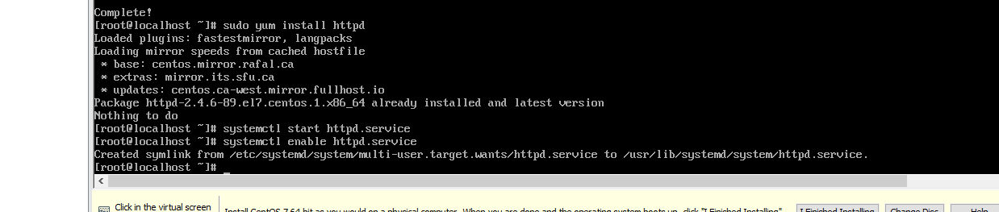 Complete!
[root@localhost ~]# sudo yum install httpd
Loaded plugins: fastestmirror, langpacks
Loading mirror speeds from cached hostfile
 * base: centos.mirror.rafal.ca
 * extras: mirror.its.sfu.ca
 * updates: centos.ca-west.mirror.fullhost.io
Package httpd-2.4.6-89.el7.centos.1.x86_64 already installed and latest version
Nothing to do
[root@localhost ~]# systemctl start httpd.service
[root@localhost ~]# systemctl enable httpd.service
Created symlink from /etc/systemd/system/multi-user.target.wants/httpd.service to /usr/lib/systemd/system/httpd.service.
[root@localhost ~]# _
Click in the virtual screen
Install CentOS 7 64-bit as you would on a physical computer. When you are done and the operating system boots up, click "I Finished Installing". I Finished Installing Change Disc Help